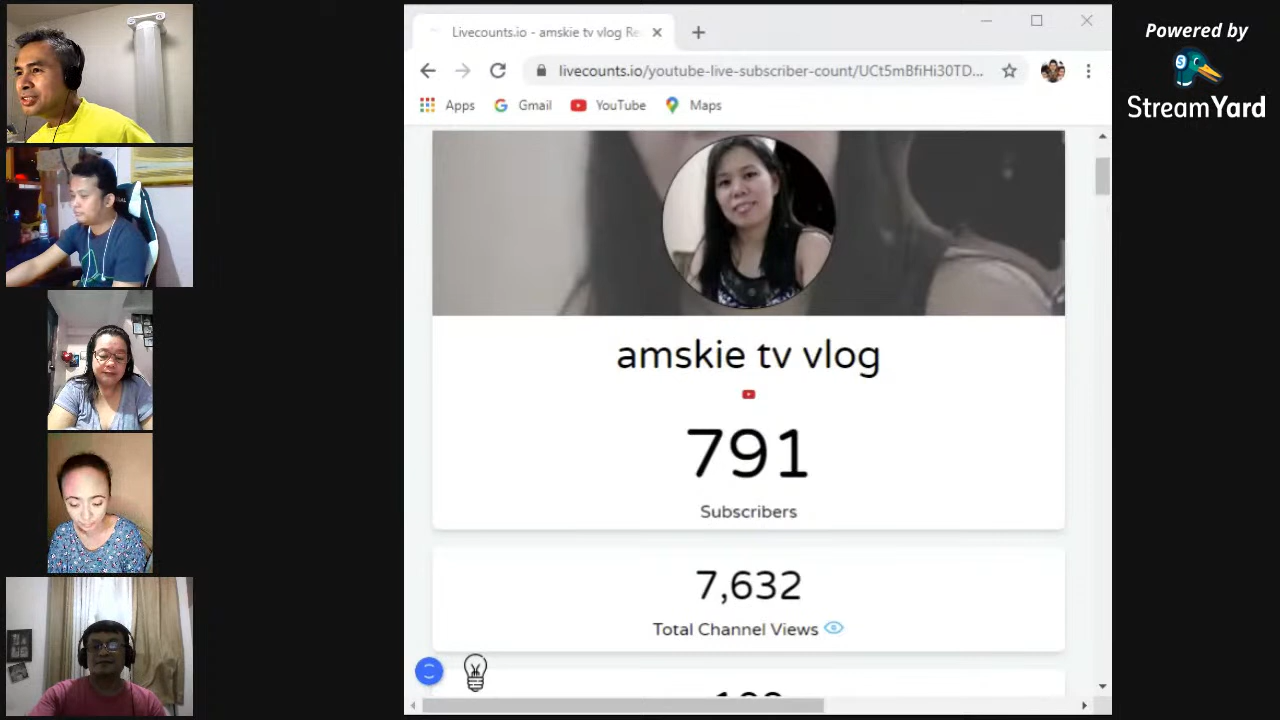 Livecounts.io - amskie tv vlog Re
livecounts.io/youtube-live-subscriber-count/UCt5mBfiHi30TD...
Apps
Gmail
YouTube
Maps
amskie tv vlog
791
Subscribers
7,632
Total Channel Views
Powered by
StreamYard